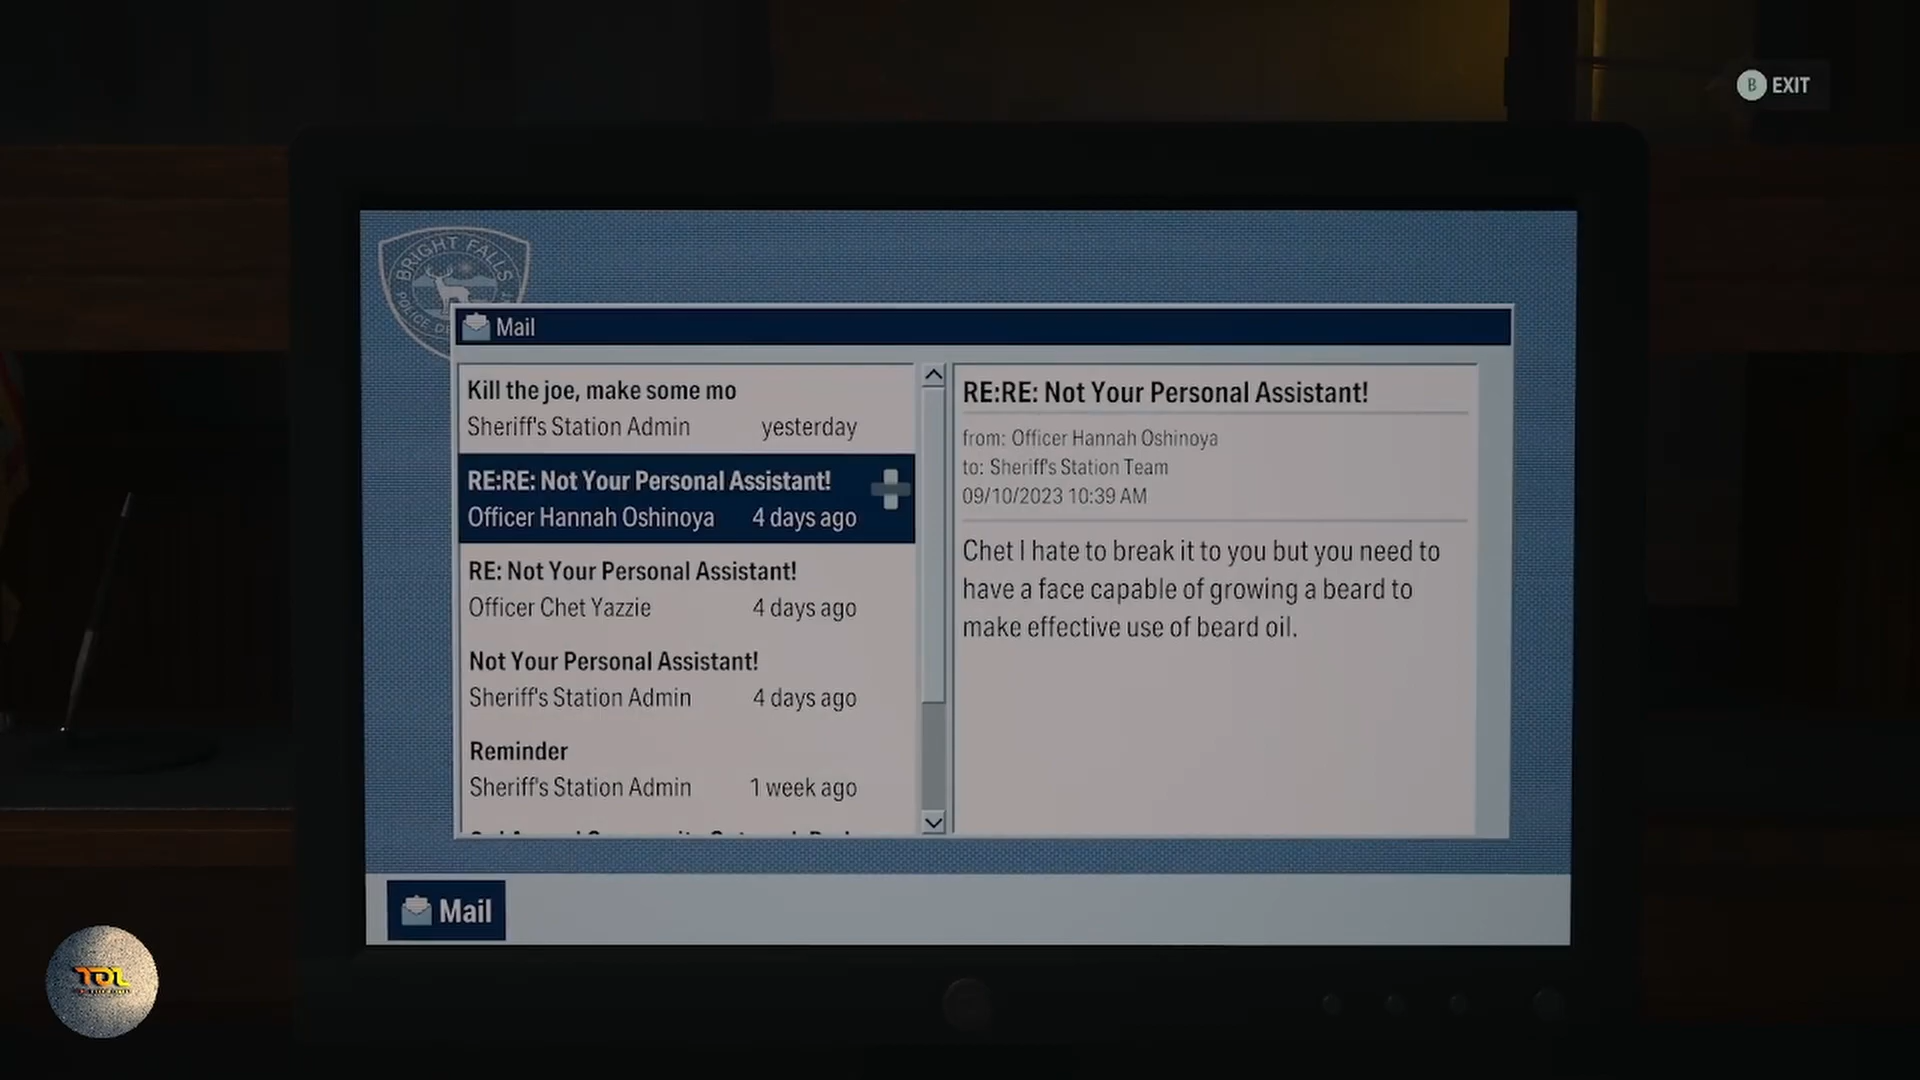 B EXIT
BRIGHT FALLS
POLICE DE
Mail
Kill the joe, make some mo
Sheriff's Station Admin yesterday
RE:RE: Not Your Personal Assistant!
Officer Hannah Oshinoya 4 days ago
RE: Not Your Personal Assistant!
Officer Chet Yazzie 4 days ago
Not Your Personal Assistant!
Sheriff's Station Admin 4 days ago
Reminder
Sheriff's Station Admin 1 week ago
RE:RE: Not Your Personal Assistant!
from: Officer Hannah Oshinoya
to: Sheriff's Station Team
09/10/2023 10:39 AM
Chet I hate to break it to you but you need to
have a face capable of growing a beard to
make effective use of beard oil.
Mail
TDL